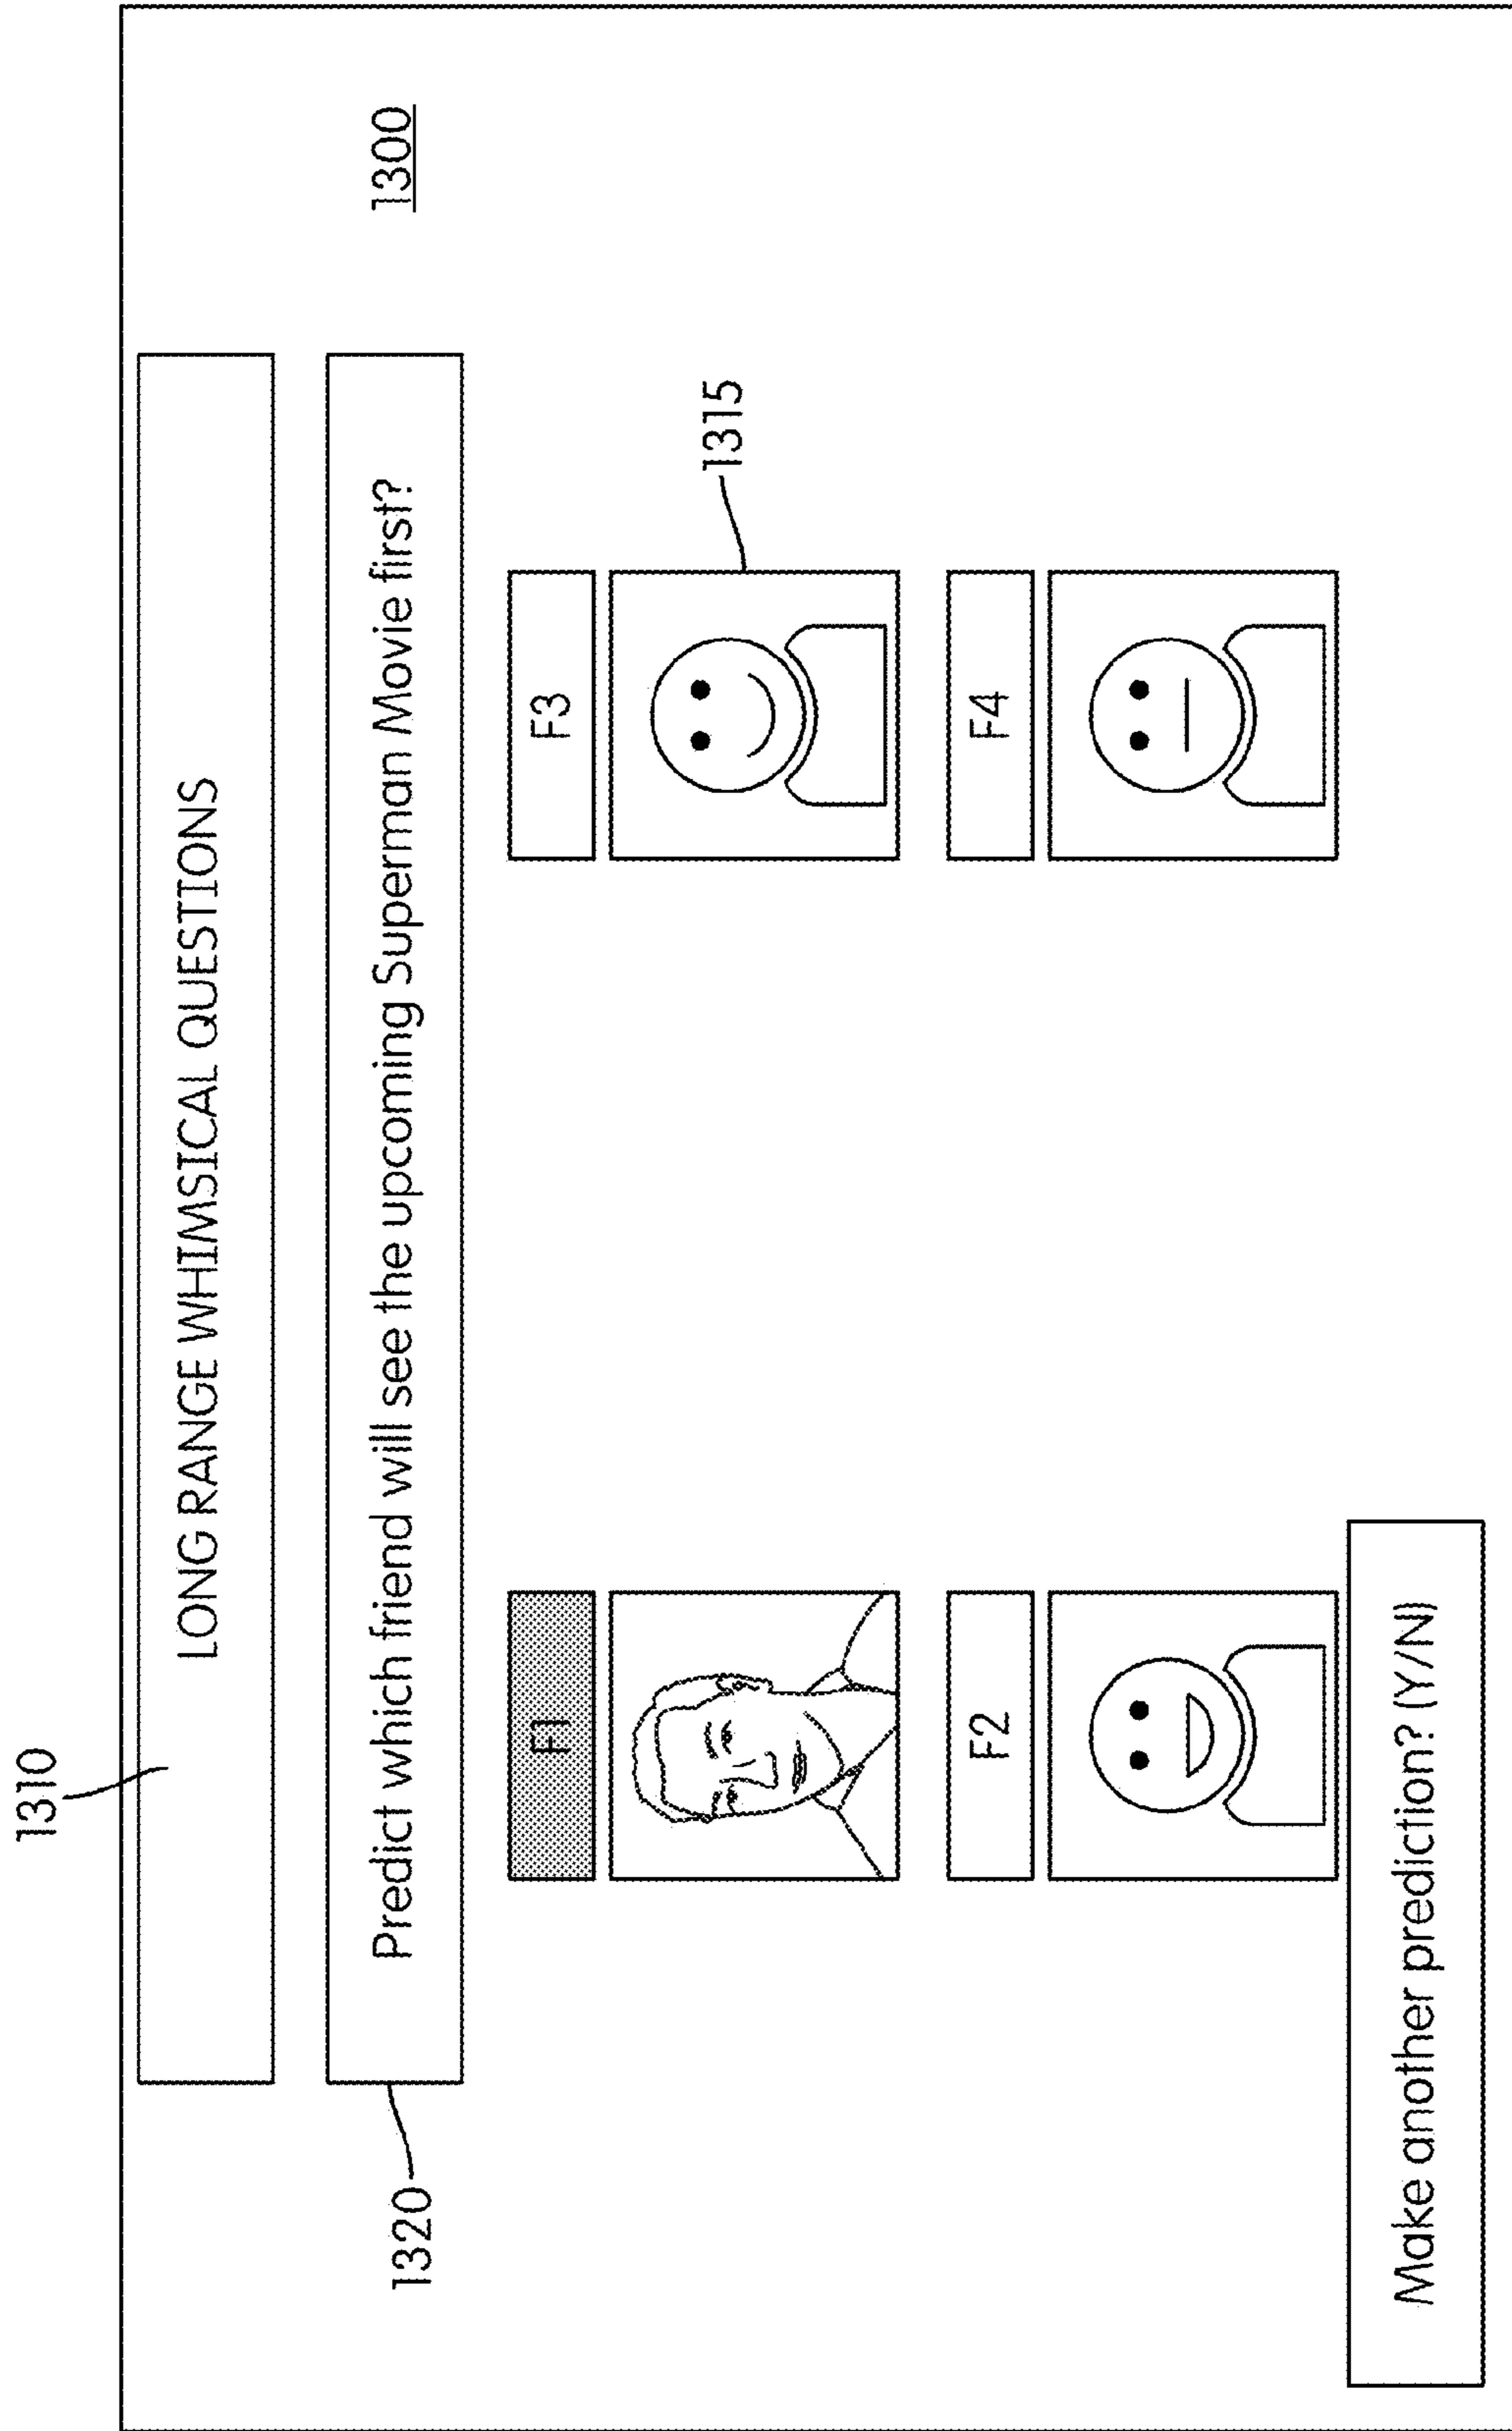 1310
LONG RANGE WHIMSICAL QUESTIONS
1300
1320
Predict which friend will see the upcoming Superman Movie first?
F1
F3
1315
F2
F4
Make another prediction? (Y/N)